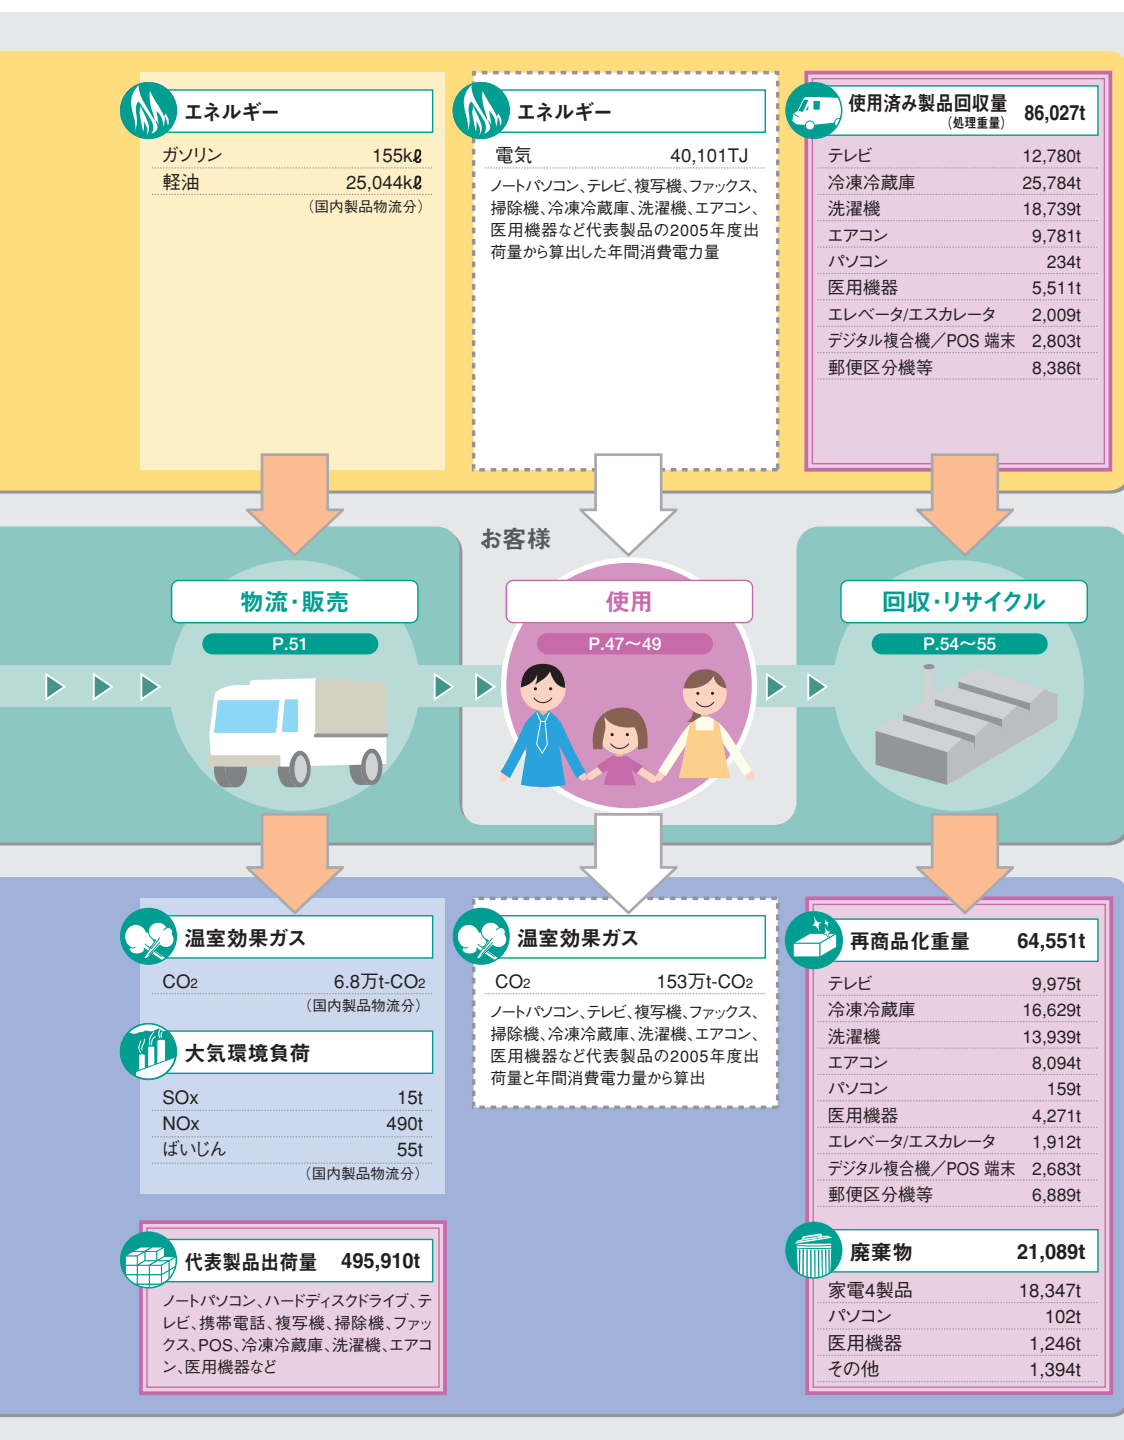 エネルギー
ガソリン 155kℓ
軽油 25,044kℓ
(国内製品物流分)
エネルギー
電気 40,101TJ
ノートパソコン、テレビ、複写機、ファックス、
掃除機、冷凍冷蔵庫、洗濯機、エアコン、
医用機器など代表製品の2005年度出
荷量から算出した年間消費電力量
使用済み製品回収量 86,027t
(処理重量)
テレビ 12,780t
冷凍冷蔵庫 25,784t
洗濯機 18,739t
エアコン 9,781t
パソコン 234t
医用機器 5,511t
エレベータ/エスカレータ 2,009t
デジタル複合機／POS 端末 2,803t
郵便区分機等 8,386t
お客様
物流・販売
P.51
使用
P.47〜49
回収・リサイクル
P.54〜55
温室効果ガス
CO2 6.8万t-CO2
(国内製品物流分)
大気環境負荷
SOx 15t
NOx 490t
ばいじん 55t
(国内製品物流分)
代表製品出荷量 495,910t
ノートパソコン、ハードディスクドライブ、テ
レビ、携帯電話、複写機、掃除機、ファッ
クス、POS、冷凍冷蔵庫、洗濯機、エアコ
ン、医用機器など
温室効果ガス
CO2 153万t-CO2
ノートパソコン、テレビ、複写機、ファックス、
掃除機、冷凍冷蔵庫、洗濯機、エアコン、
医用機器など代表製品の2005年度出
荷量と年間消費電力量から算出
再商品化重量 64,551t
テレビ 9,975t
冷凍冷蔵庫 16,629t
洗濯機 13,939t
エアコン 8,094t
パソコン 159t
医用機器 4,271t
エレベータ/エスカレータ 1,912t
デジタル複合機／POS 端末 2,683t
郵便区分機等 6,889t
廃棄物 21,089t
家電4製品 18,347t
パソコン 102t
医用機器 1,246t
その他 1,394t